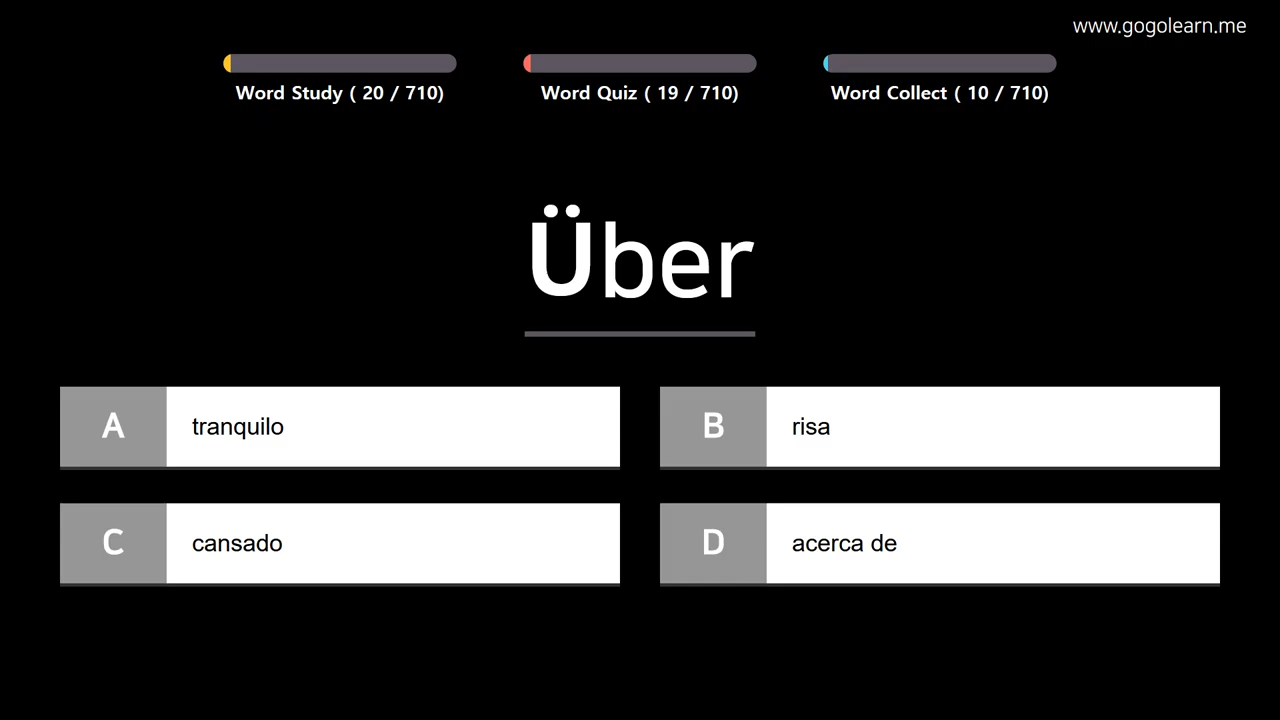 www.gogolearn.me
Word Study ( 20 / 710)
Word Quiz ( 19 / 710)
Word Collect ( 10 / 710)
Über
A tranquilo
B risa
C cansado
D acerca de